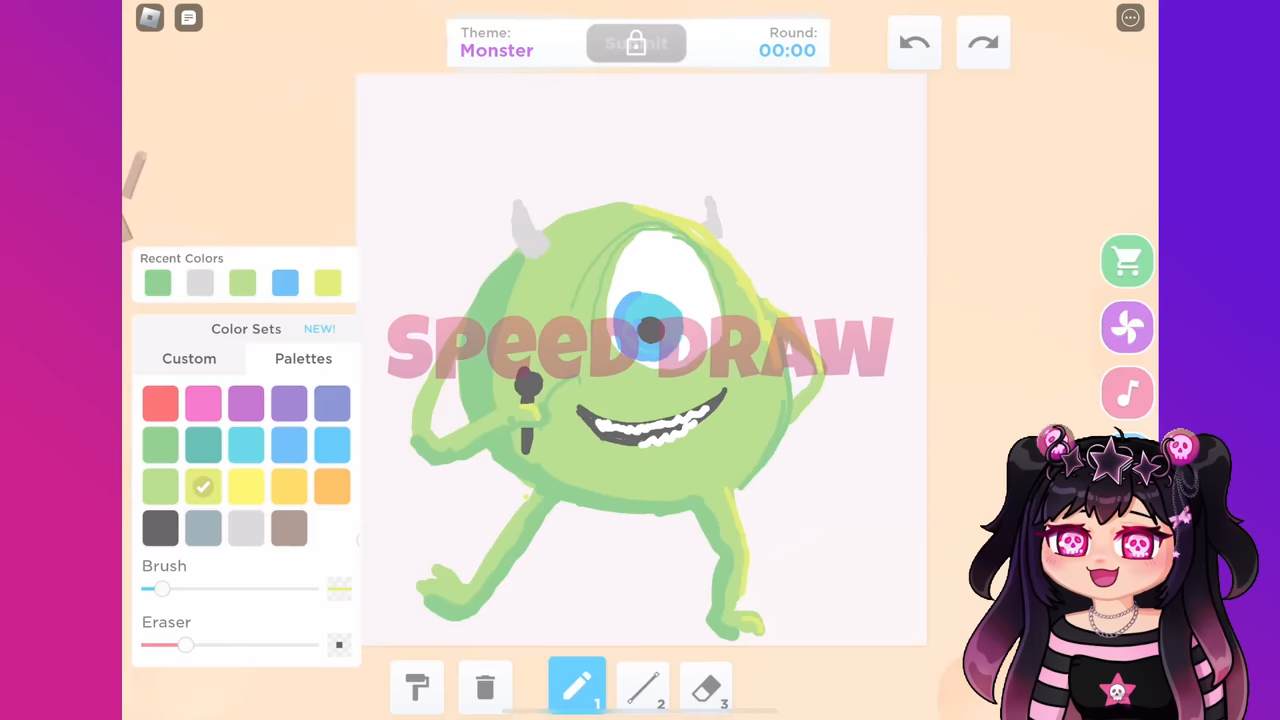 Theme:
Monster
Submit
Round:
00:00
Recent Colors
Color Sets NEW!
Custom
Palettes
Brush
Eraser
SPEED DRAW
1
2
3